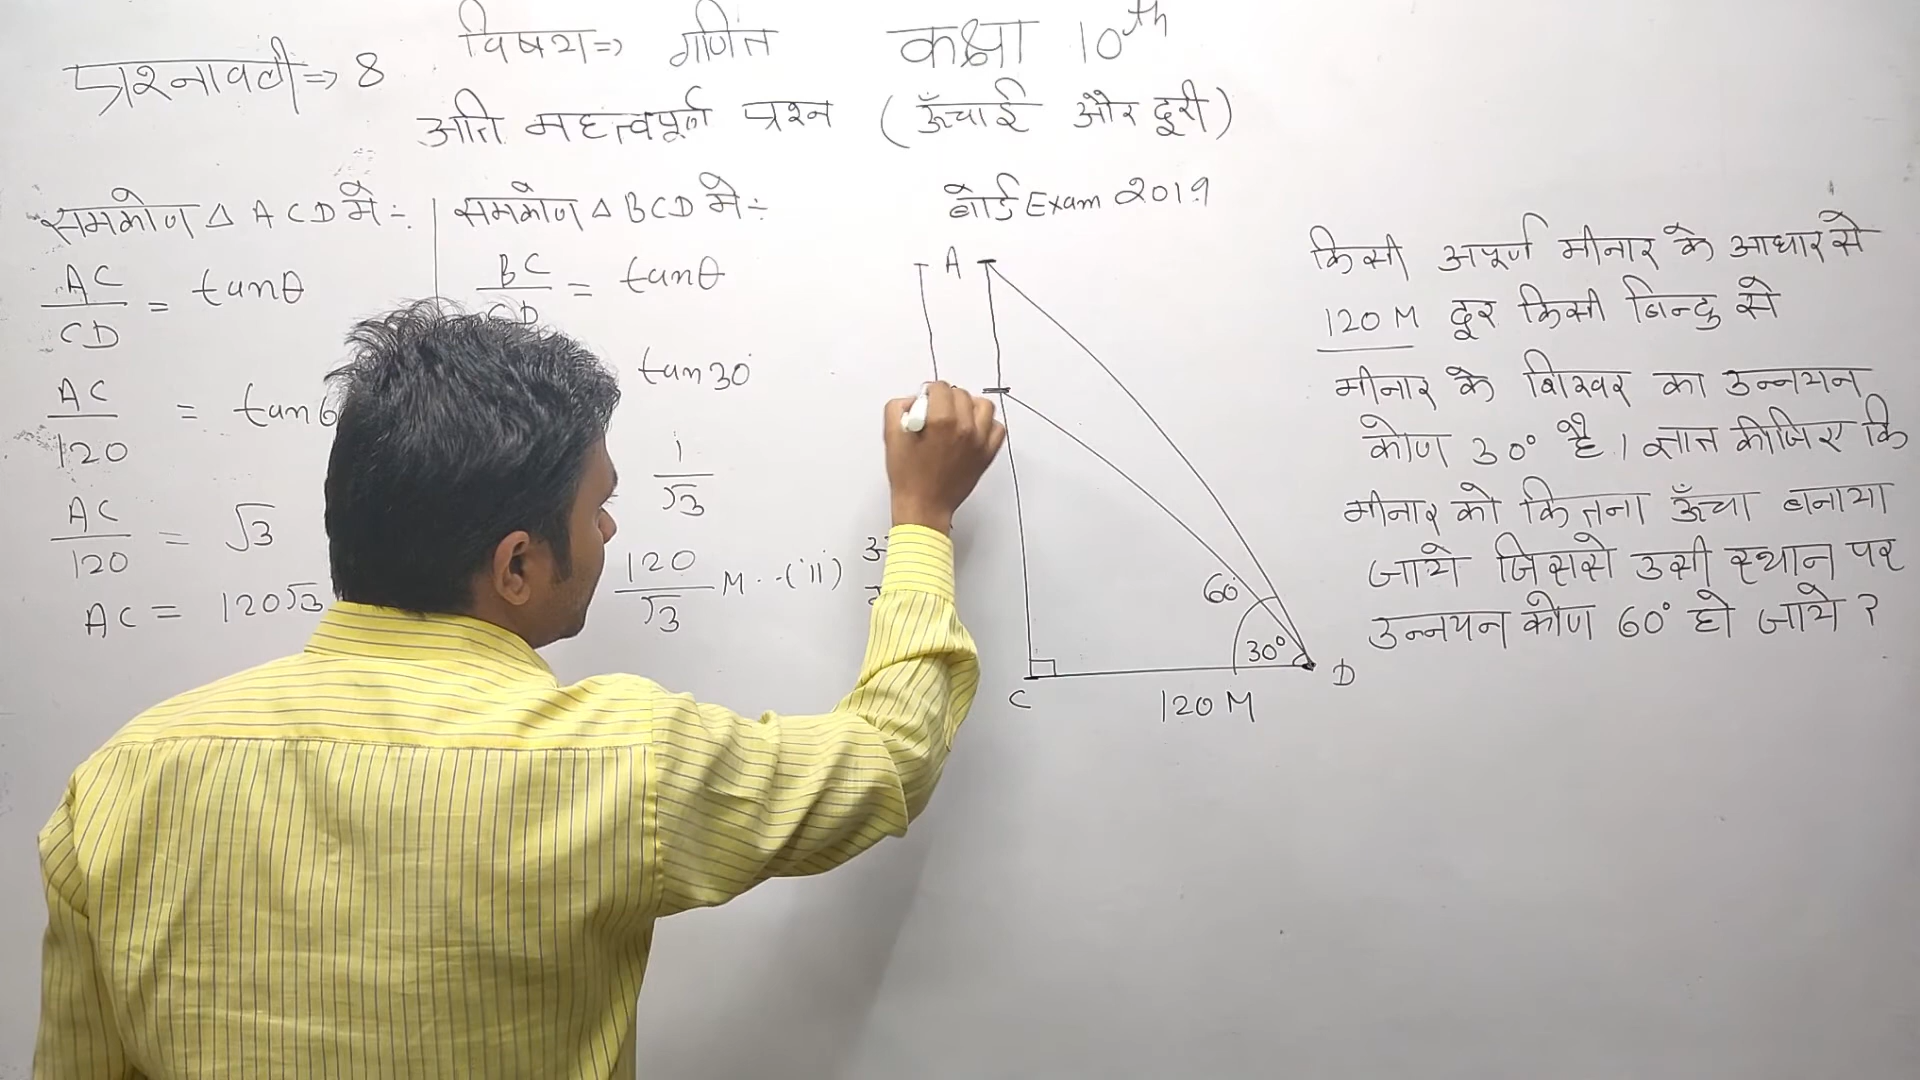 विषय⇒ गणित कक्षा 10th
प्रश्नावली⇒ 8
अति महत्वपूर्ण प्रश्न (ऊँचाई और दूरी)
समकोण △ ACD मे ÷
AC/CD = tanθ
AC/120 = tan6
AC/120 = √3
AC = 120√3
समकोण △ BCD मे ÷
BC/CD = tanθ
tan30°
1/√3
120/√3 M --(ii)
बोर्ड Exam 2019
A
60°
30°
C
D
120 M
किसी अपूर्ण मीनार के आधार से
120 M दूर किसी बिन्दु से
मीनार के शिखर का उन्नयन
कोण 30° है। ज्ञात कीजिए कि
मीनार को कितना ऊँचा बनाया
जाये जिससे उसी स्थान पर
उन्नयन कोण 60° हो जाये ?